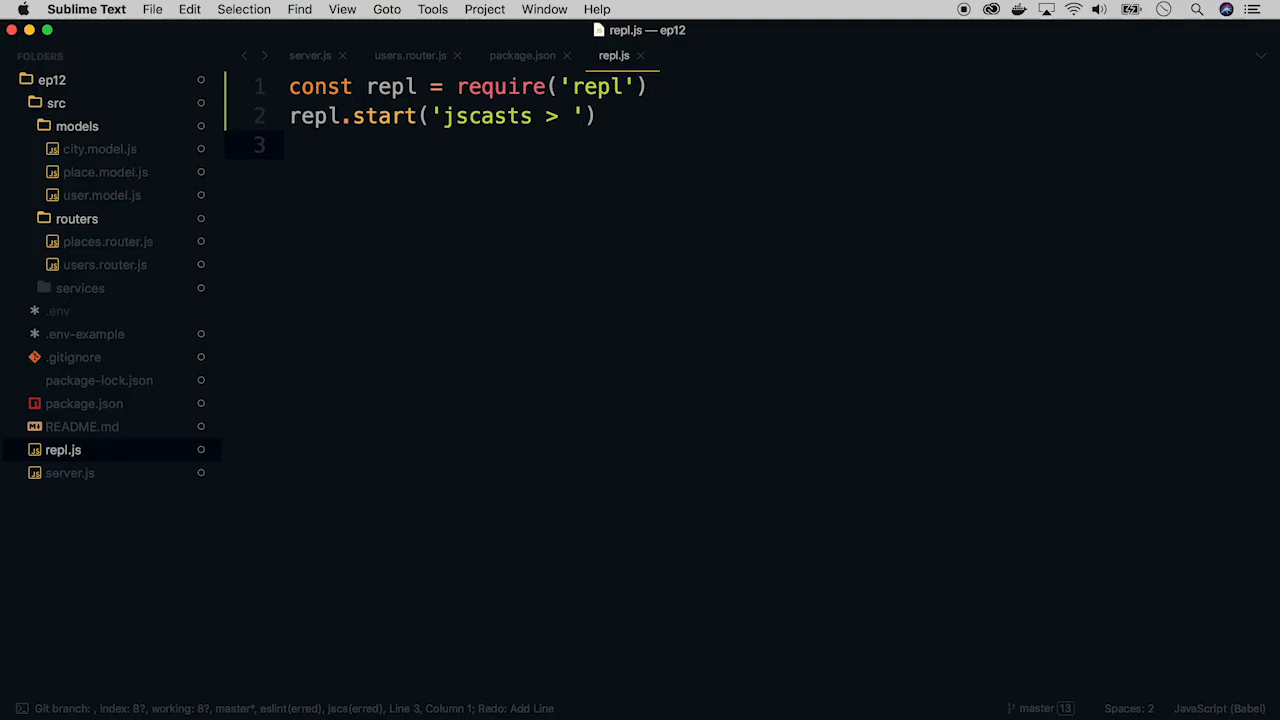 Sublime Text File Edit Selection Find View Goto Tools Project Window Help
repl.js — ep12
FOLDERS
server.js users.router.js package.json repl.js
ep12
src
models
city.model.js
place.model.js
user.model.js
routers
places.router.js
users.router.js
services
.env
.env-example
.gitignore
package-lock.json
package.json
README.md
repl.js
server.js
1 const repl = require('repl')
2 repl.start('jscasts > ')
3
Git branch: , index: 8?, working: 8?, master*, eslint(erred), jscs(erred), Line 3, Column 1; Redo: Add Line
master 13 Spaces: 2 JavaScript (Babel)